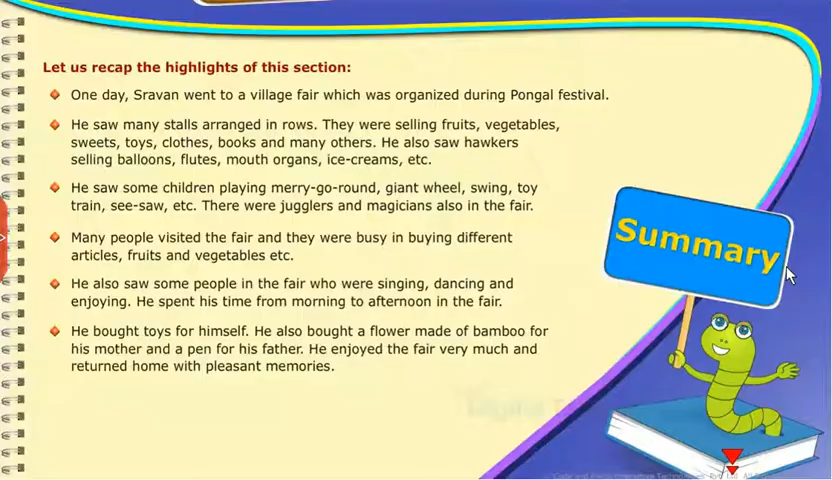 Let us recap the highlights of this section:
One day, Sravan went to a village fair which was organized during Pongal festival.
He saw many stalls arranged in rows. They were selling fruits, vegetables,
sweets, toys, clothes, books and many others. He also saw hawkers
selling balloons, flutes, mouth organs, ice-creams, etc.
He saw some children playing merry-go-round, giant wheel, swing, toy
train, see-saw, etc. There were jugglers and magicians also in the fair.
Many people visited the fair and they were busy in buying different
articles, fruits and vegetables etc.
He also saw some people in the fair who were singing, dancing and
enjoying. He spent his time from morning to afternoon in the fair.
He bought toys for himself. He also bought a flower made of bamboo for
his mother and a pen for his father. He enjoyed the fair very much and
returned home with pleasant memories.
Summary